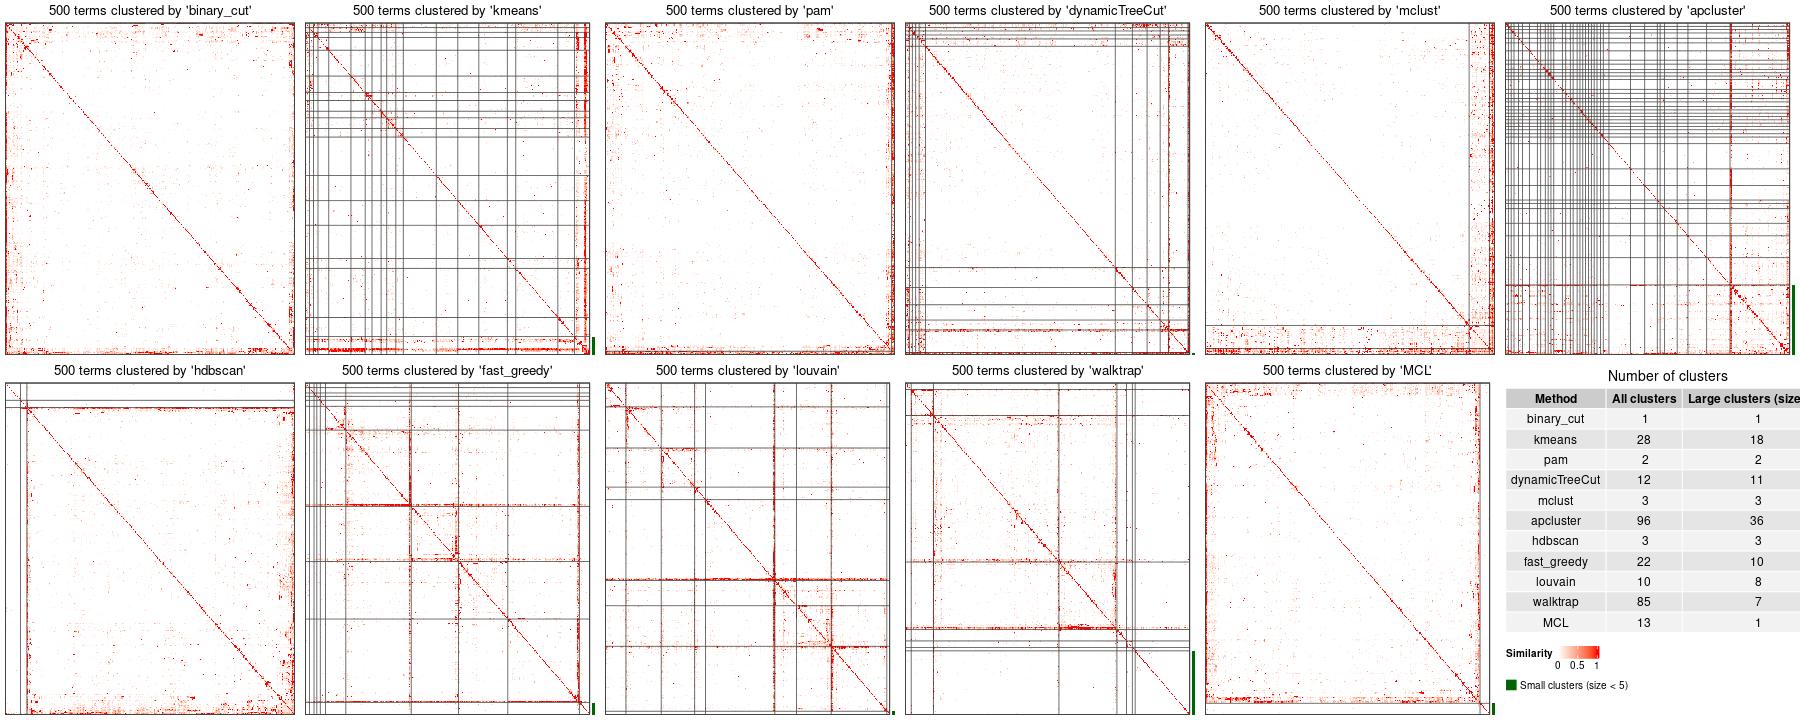 500 terms clustered by 'binary_cut'
500 terms clustered by 'kmeans'
500 terms clustered by 'pam'
500 terms clustered by 'dynamicTreeCut'
500 terms clustered by 'mclust'
500 terms clustered by 'apcluster'
500 terms clustered by 'hdbscan'
500 terms clustered by 'fast_greedy'
500 terms clustered by 'louvain'
500 terms clustered by 'walktrap'
500 terms clustered by 'MCL'
Number of clusters
Method All clusters Large clusters (size
binary_cut 1 1
kmeans 28 18
pam 2 2
dynamicTreeCut 12 11
mclust 3 3
apcluster 96 36
hdbscan 3 3
fast_greedy 22 10
louvain 10 8
walktrap 85 7
MCL 13 1
Similarity
0 0.5 1
Small clusters (size < 5)